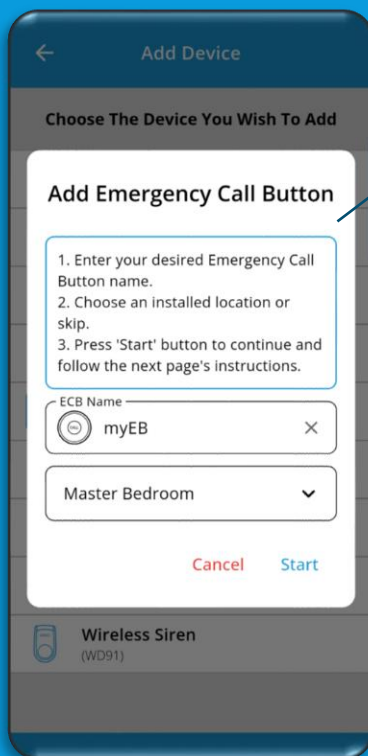 Add Device
Choose The Device You Wish To Add
Add Emergency Call Button
1. Enter your desired Emergency Call
Button name.
2. Choose an installed location or
skip.
3. Press 'Start' button to continue and
follow the next page's instructions.
ECB Name
myEB
Master Bedroom
Cancel Start
Wireless Siren
(WD91)